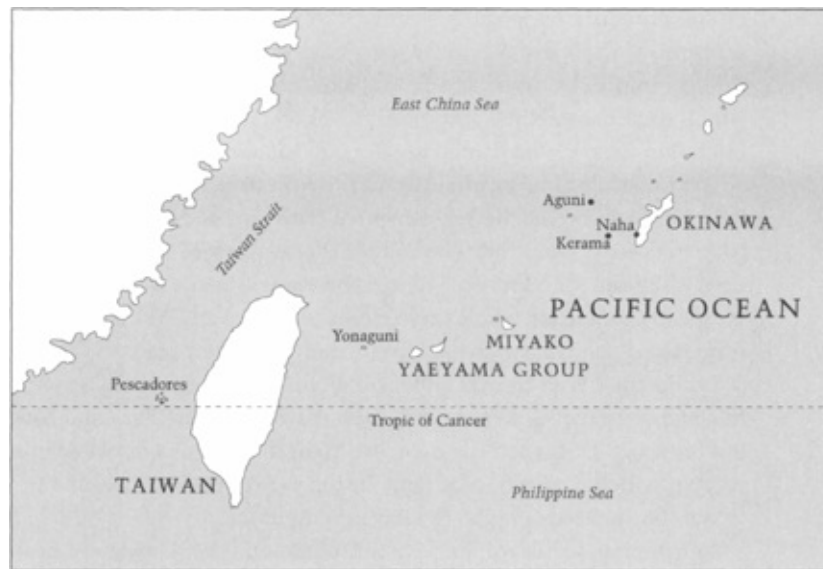 East China Sea
Taiwan Strait
Aguni
Naha
OKINAWA
Kerama
PACIFIC OCEAN
Yonaguni
MIYAKO
YAEYAMA GROUP
Pescadores
Tropic of Cancer
TAIWAN
Philippine Sea